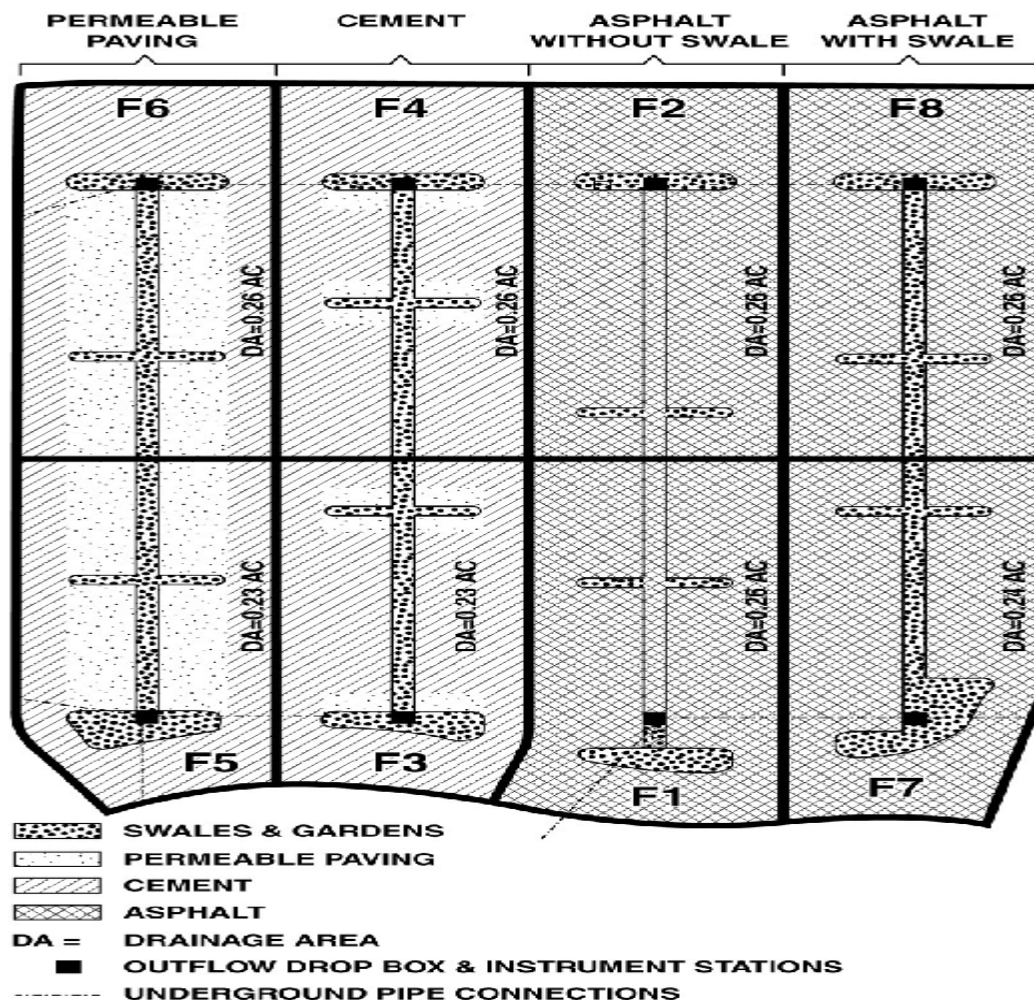 PERMEABLE
PAVING
CEMENT
ASPHALT
WITHOUT SWALE
ASPHALT
WITH SWALE
F6
F4
F2
F8
DA=0.26 AC
DA=0.26 AC
DA=0.26 AC
DA=0.26 AC
DA=0.23 AC
DA=0.23 AC
DA=0.26 AC
DA=0.24 AC
F5
F3
F1
F7
SWALES & GARDENS
PERMEABLE PAVING
CEMENT
ASPHALT
DA = DRAINAGE AREA
OUTFLOW DROP BOX & INSTRUMENT STATIONS
UNDERGROUND PIPE CONNECTIONS